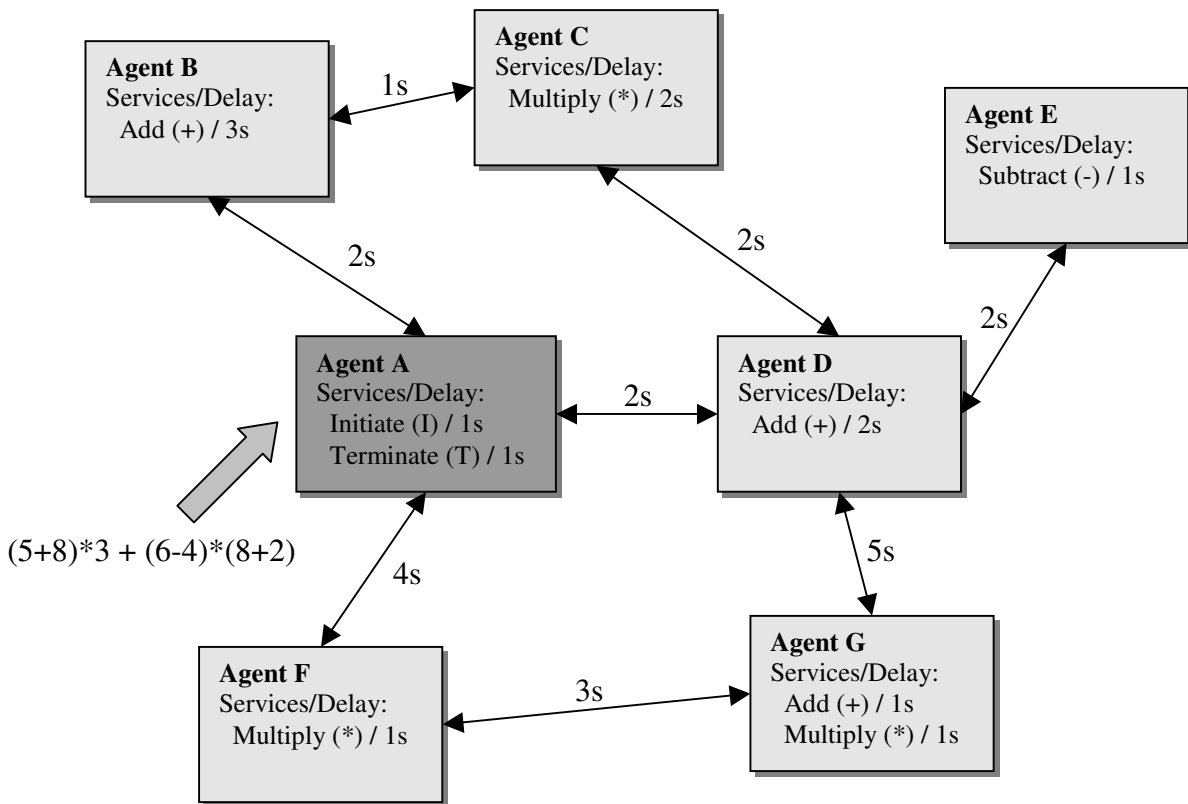 Agent B
Services/Delay:
Add (+) / 3s
1s
Agent C
Services/Delay:
Multiply (*) / 2s
Agent E
Services/Delay:
Subtract (-) / 1s
2s
2s
2s
Agent A
Services/Delay:
Initiate (I) / 1s
Terminate (T) / 1s
2s
Agent D
Services/Delay:
Add (+) / 2s
(5+8)*3 + (6-4)*(8+2)
4s
5s
Agent F
Services/Delay:
Multiply (*) / 1s
3s
Agent G
Services/Delay:
Add (+) / 1s
Multiply (*) / 1s